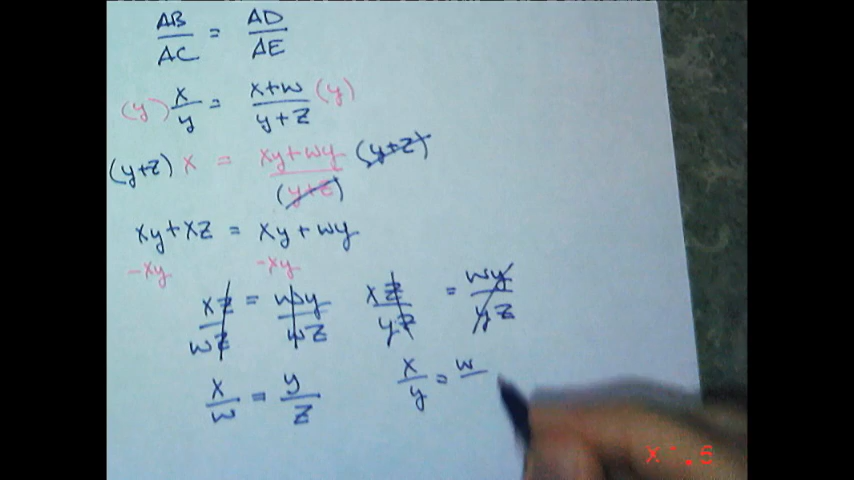 AB/AC = AD/AE
(y) x/y = x+w/y+z (y)
(y+z) x = xy+wy/(y+z) (y+z)
xy+xz = xy+wy
-xy -xy
xz/wz = wy/wz xz/yz = wy/yz
x/w = y/z x/y = w/